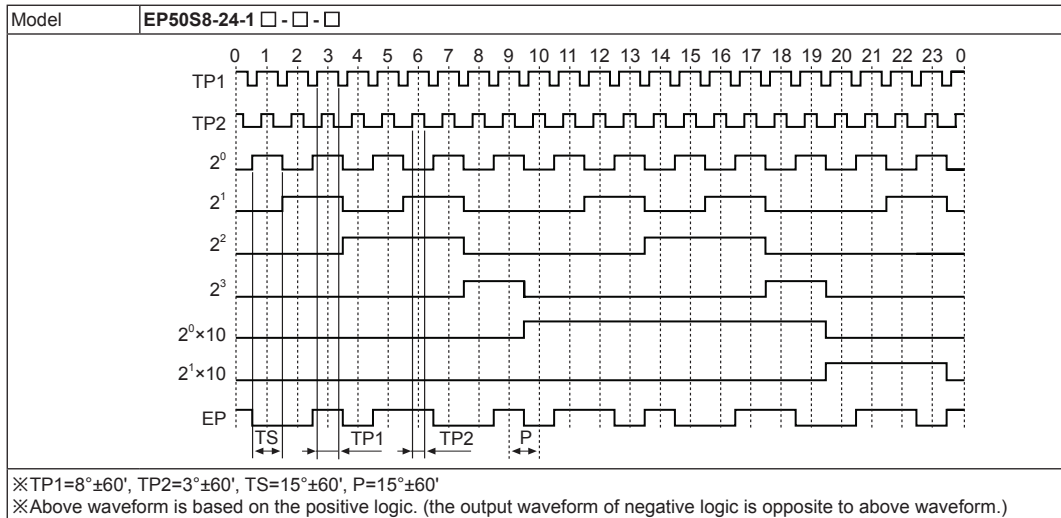 Model EP50S8-24-1 □ - □ - □
0 1 2 3 4 5 6 7 8 9 10 11 12 13 14 15 16 17 18 19 20 21 22 23 0
TP1
TP2
2⁰
2¹
2²
2³
2⁰×10
2¹×10
EP
TS TP1 TP2 P
※TP1=8°±60', TP2=3°±60', TS=15°±60', P=15°±60'
※Above waveform is based on the positive logic. (the output waveform of negative logic is opposite to above waveform.)